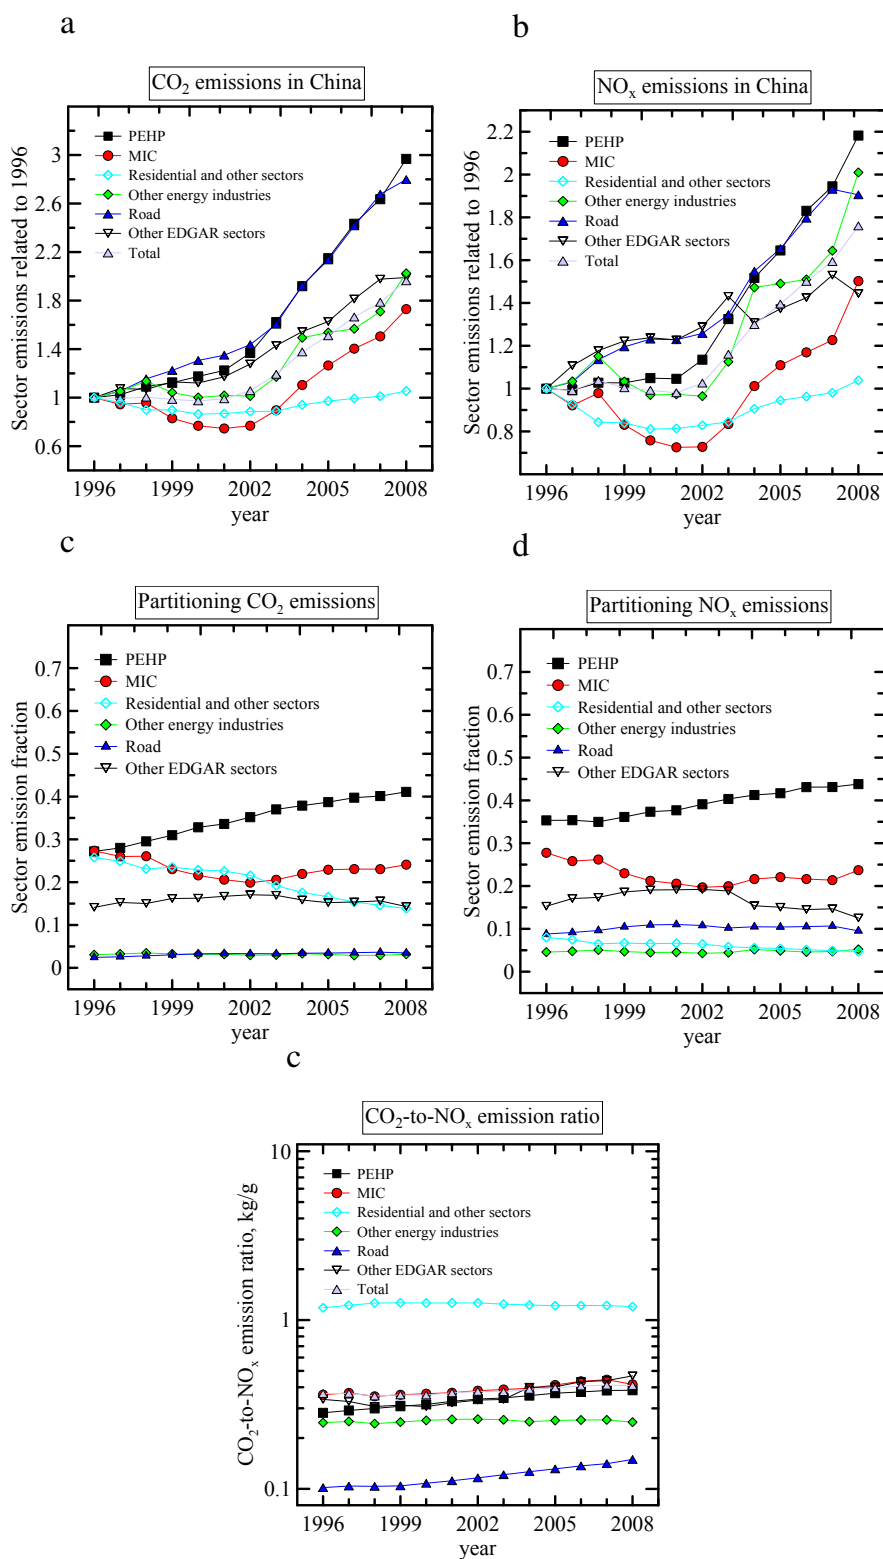 a
CO₂ emissions in China
Sector emissions related to 1996
3
2.6
2.2
1.8
1.4
1
0.6
PEHP
MIC
Residential and other sectors
Other energy industries
Road
Other EDGAR sectors
Total
1996 1999 2002 2005 2008
year
b
NOₓ emissions in China
Sector emissions related to 1996
2.2
2
1.8
1.6
1.4
1.2
1
0.8
PEHP
MIC
Residential and other sectors
Other energy industries
Road
Other EDGAR sectors
Total
1996 1999 2002 2005 2008
year
c
Partitioning CO₂ emissions
Sector emission fraction
0.7
0.7
0.5
0.4
0.3
0.2
0.1
0
PEHP
MIC
Residential and other sectors
Other energy industries
Road
Other EDGAR sectors
1996 1999 2002 2005 2008
year
d
Partitioning NOₓ emissions
Sector emission fraction
0.7
0.7
0.5
0.4
0.3
0.2
0.1
0
PEHP
MIC
Residential and other sectors
Other energy industries
Road
Other EDGAR sectors
1996 1999 2002 2005 2008
year
c
CO₂-to-NOₓ emission ratio
CO₂-to-NOₓ emission ratio, kg/g
10
1
0.1
PEHP
MIC
Residential and other sectors
Other energy industries
Road
Other EDGAR sectors
Total
1996 1999 2002 2005 2008
year